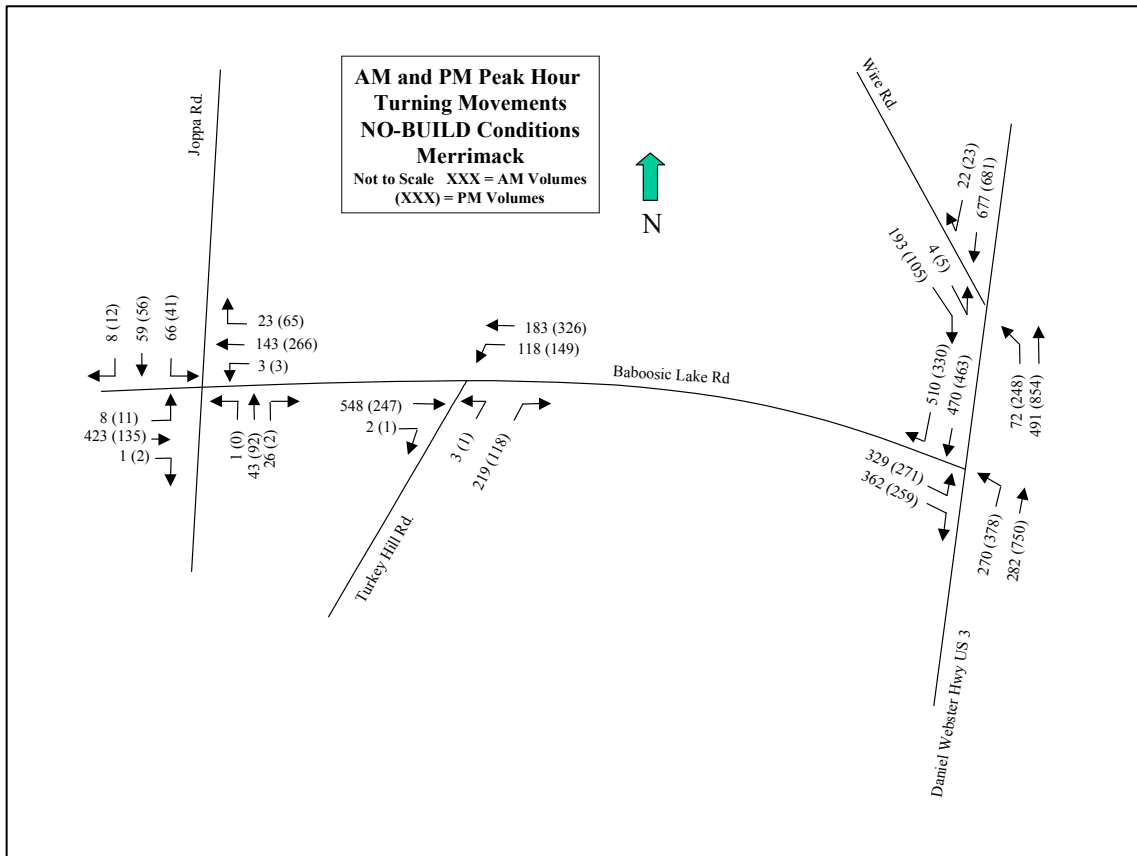 AM and PM Peak Hour
Turning Movements
NO-BUILD Conditions
Merrimack
Not to Scale XXX = AM Volumes
(XXX) = PM Volumes
N
Joppa Rd.
Wire Rd.
22 (23)
677 (681)
193 (105)
4 (5)
8 (12)
59 (56)
66 (41)
23 (65)
143 (266)
3 (3)
183 (326)
118 (149)
Baboosic Lake Rd
510 (330)
470 (463)
72 (248)
491 (854)
8 (11)
423 (135)
1 (2)
1 (0)
43 (92)
26 (2)
548 (247)
2 (1)
3 (1)
219 (118)
329 (271)
362 (259)
270 (378)
282 (750)
Turkey Hill Rd.
Daniel Webster Hwy US 3